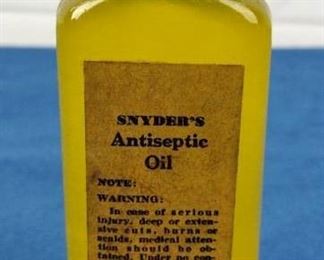 SNYDER'S
Antiseptic
Oil
NOTE:
WARNING:
In case of serious
injury, deep or exten-
sive cuts, burns or
scalds, medical atten-
tion should be ob-
tained. Under no con-